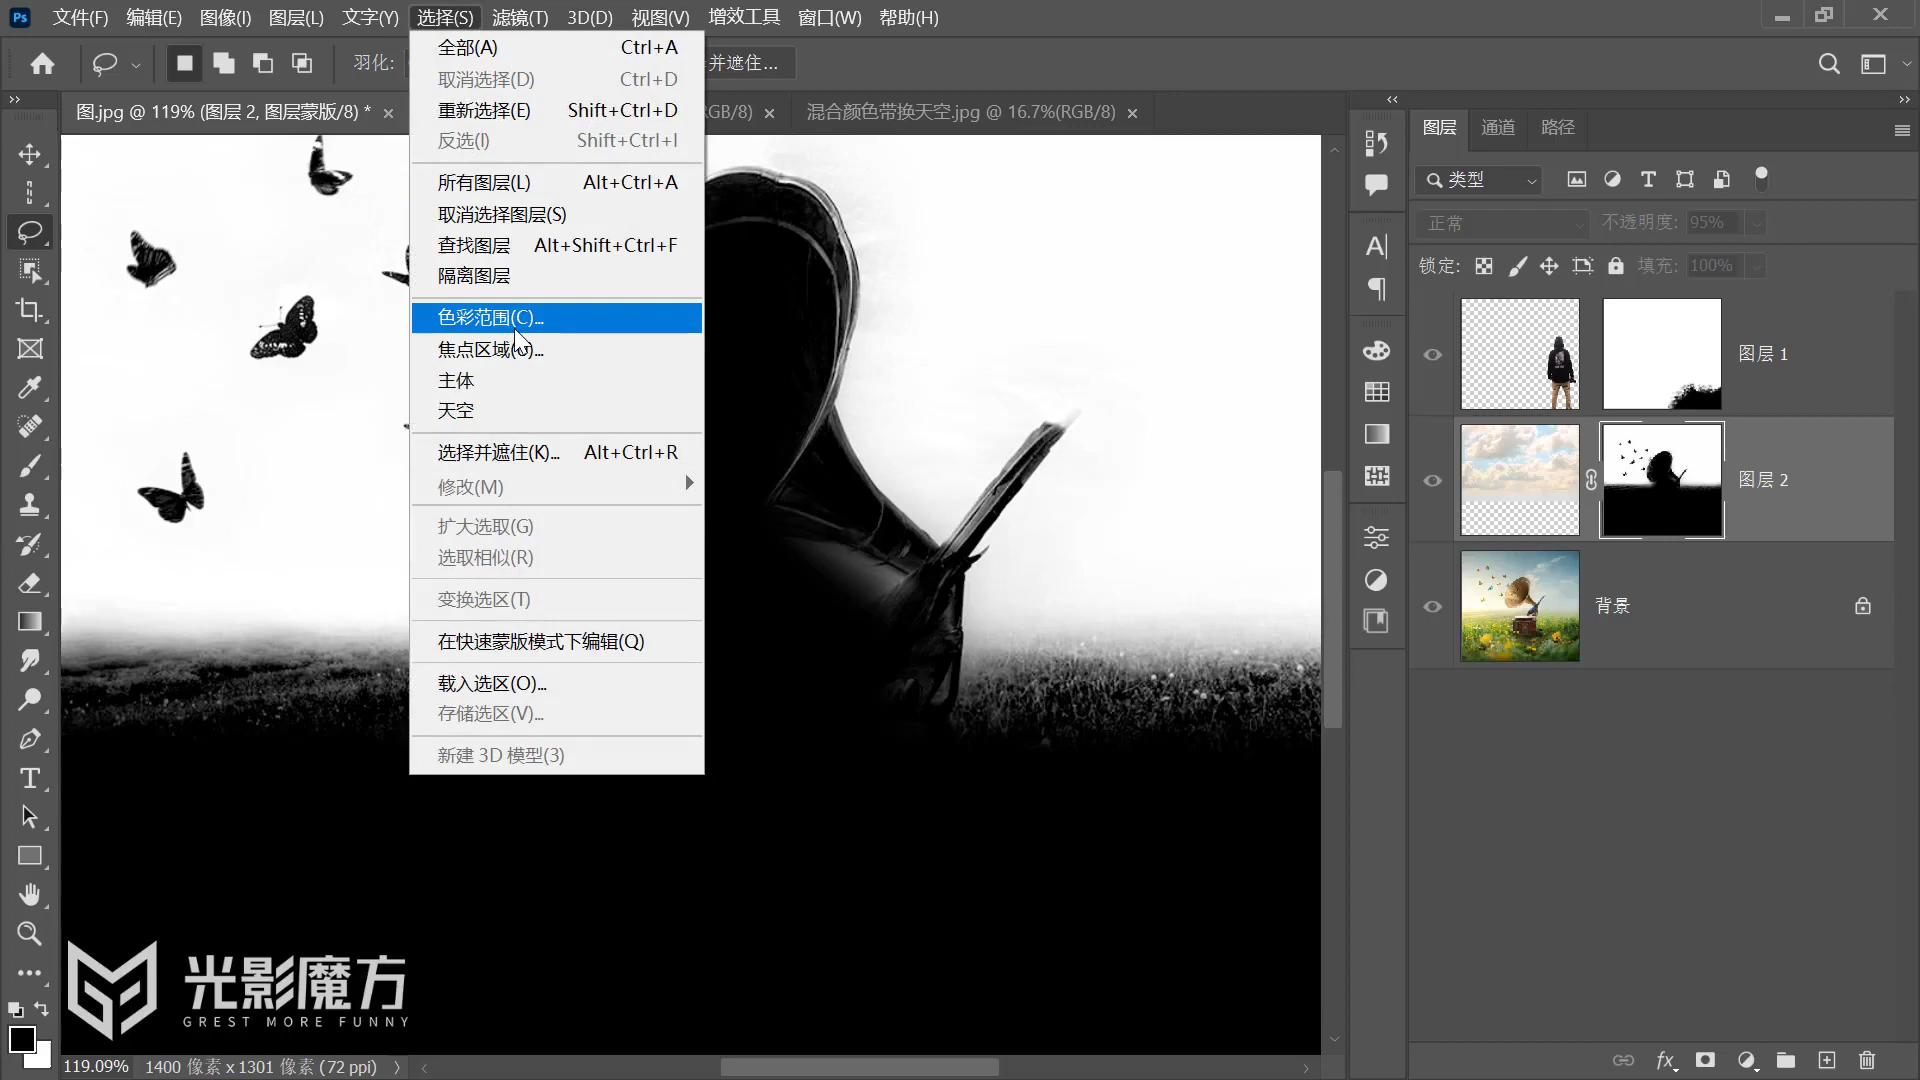 Ps 文件(F) 编辑(E) 图像(I) 图层(L) 文字(Y) 选择(S) 滤镜(T) 3D(D) 视图(V) 增效工具 窗口(W) 帮助(H)
羽化: 并遮住...
图.jpg @ 119% (图层 2, 图层蒙版/8) * RGB/8) 混合颜色带换天空.jpg @ 16.7%(RGB/8)
全部(A) Ctrl+A
取消选择(D) Ctrl+D
重新选择(E) Shift+Ctrl+D
反选(I) Shift+Ctrl+I
所有图层(L) Alt+Ctrl+A
取消选择图层(S)
查找图层 Alt+Shift+Ctrl+F
隔离图层
色彩范围(C)...
焦点区域(U)...
主体
天空
选择并遮住(K)... Alt+Ctrl+R
修改(M)
扩大选取(G)
选取相似(R)
变换选区(T)
在快速蒙版模式下编辑(Q)
载入选区(O)...
存储选区(V)...
新建 3D 模型(3)
图层 通道 路径
类型
正常 不透明度: 95%
锁定: 填充: 100%
图层 1
图层 2
背景
光影魔方
GREST MORE FUNNY
119.09% 1400 像素 x 1301 像素 (72 ppi)